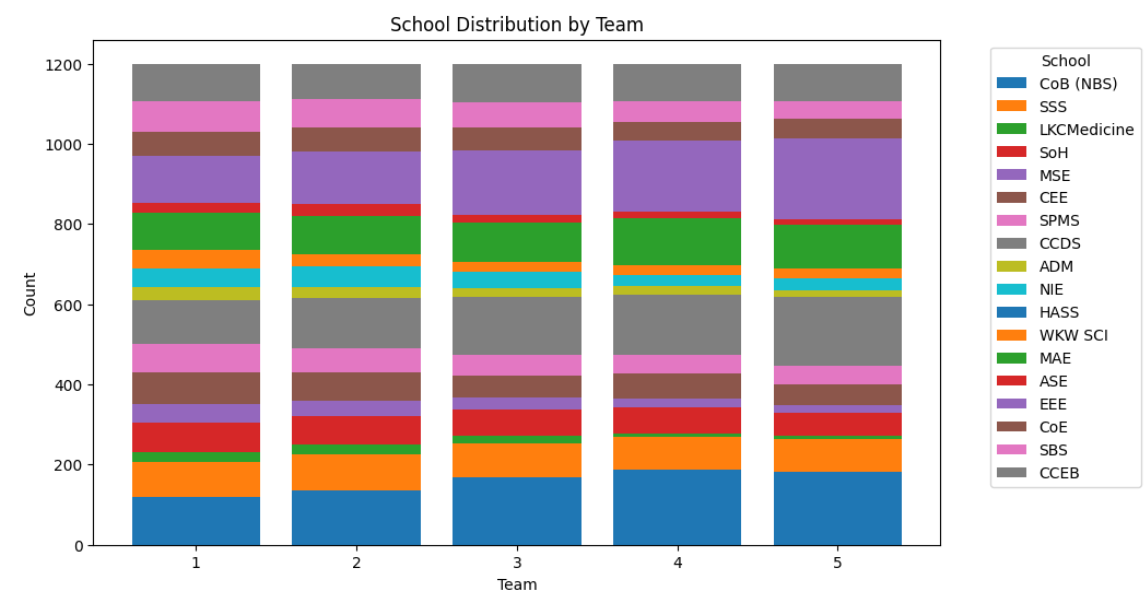 School Distribution by Team
1200
1000
800
600
400
200
0
Count
1
2
3
4
5
Team
School
CoB (NBS)
SSS
LKCMedicine
SoH
MSE
CEE
SPMS
CCDS
ADM
NIE
HASS
WKW SCI
MAE
ASE
EEE
CoE
SBS
CCEB